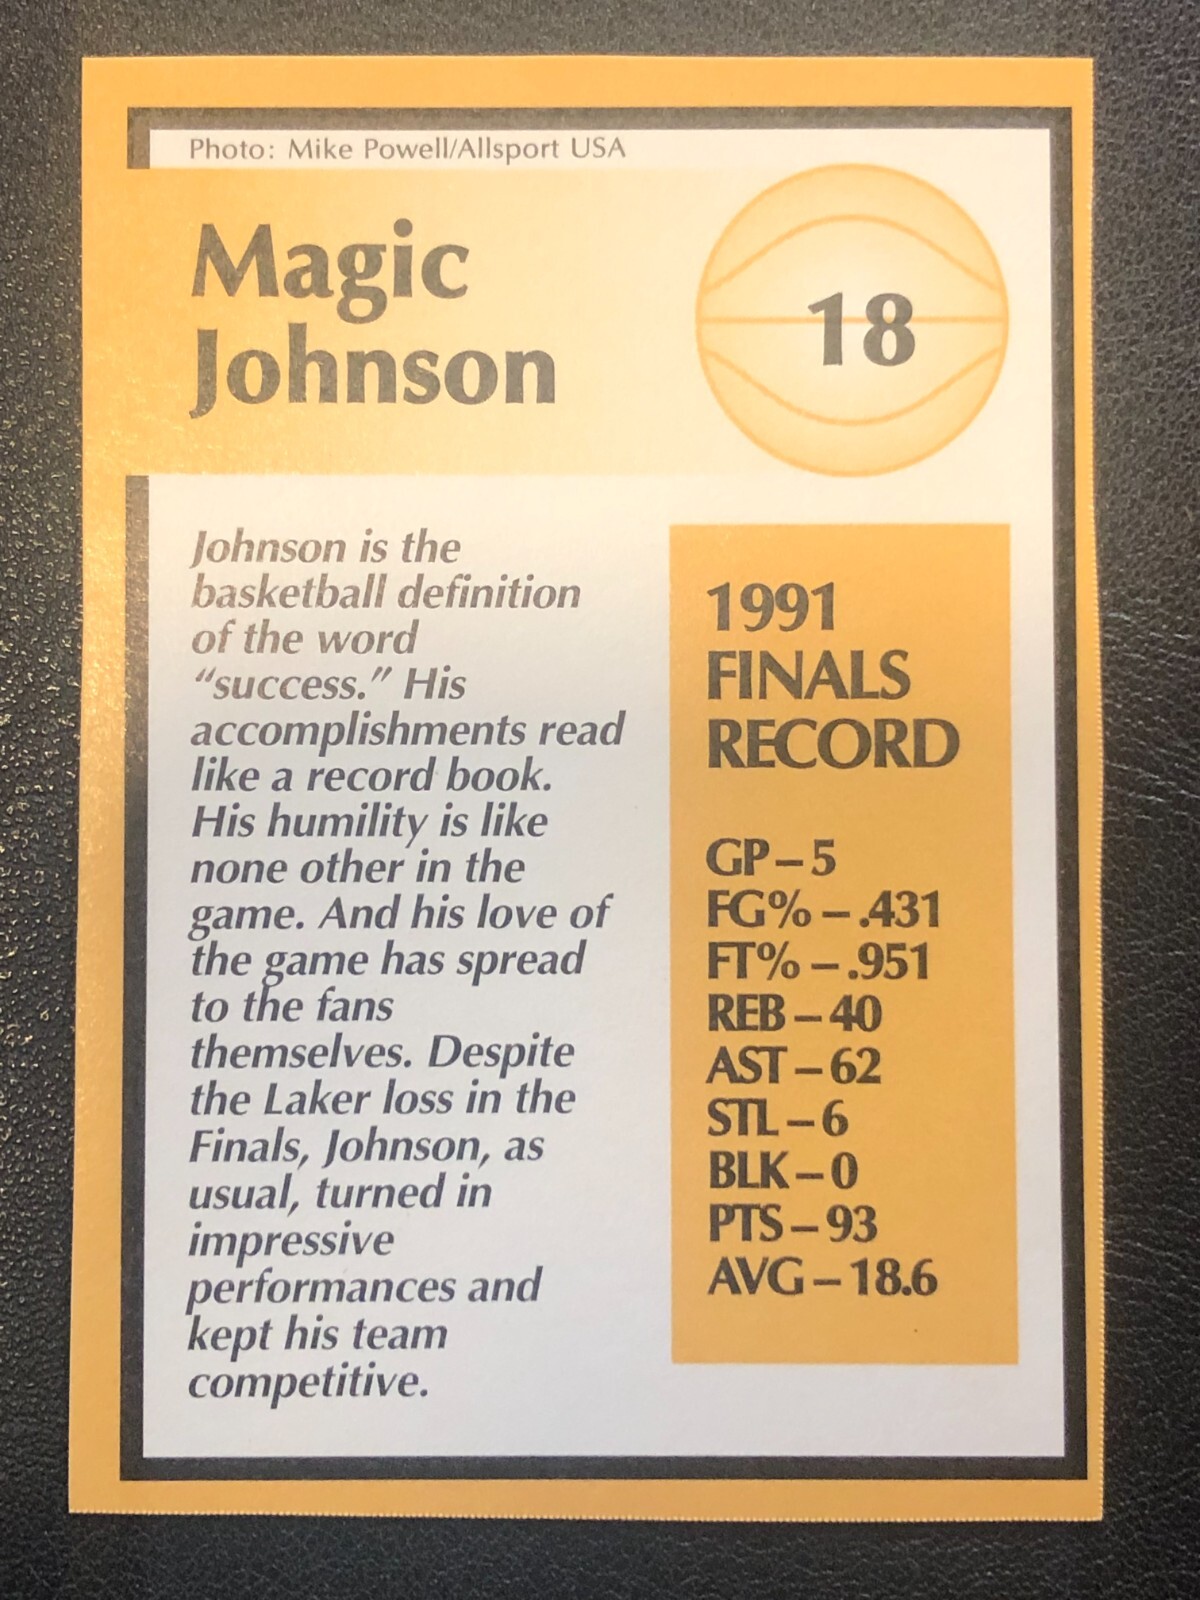 Photo: Mike Powell/Allsport USA
Magic
Johnson
18
Johnson is the
basketball definition
of the word
“success.” His
accomplishments read
like a record book.
His humility is like
none other in the
game. And his love of
the game has spread
to the fans
themselves. Despite
the Laker loss in the
Finals, Johnson, as
usual, turned in
impressive
performances and
kept his team
competitive.
1991
FINALS
RECORD
GP – 5
FG% – .431
FT% – .951
REB – 40
AST – 62
STL – 6
BLK – 0
PTS – 93
AVG – 18.6